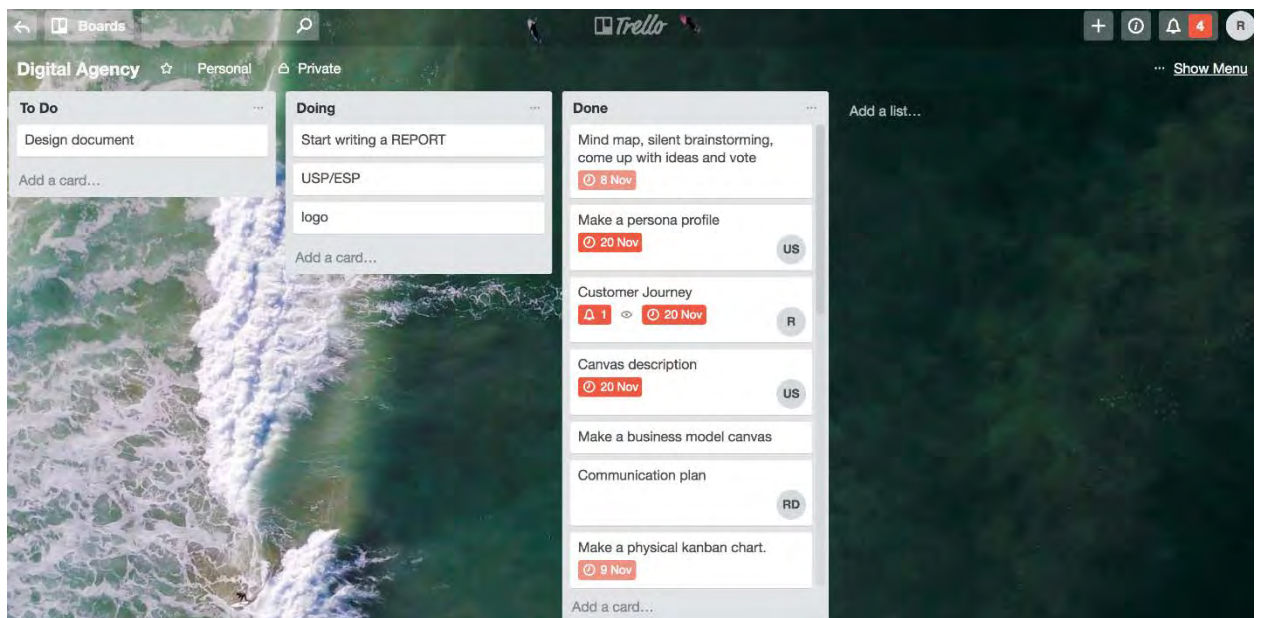 Boards
Trello
4
R
Digital Agency
Personal
Private
... Show Menu
To Do
...
Design document
Add a card...
Doing
...
Start writing a REPORT
USP/ESP
logo
Add a card...
Done
...
Mind map, silent brainstorming,
come up with ideas and vote
8 Nov
Make a persona profile
20 Nov
US
Customer Journey
1
20 Nov
R
Canvas description
20 Nov
US
Make a business model canvas
Communication plan
RD
Make a physical kanban chart.
9 Nov
Add a card...
Add a list...